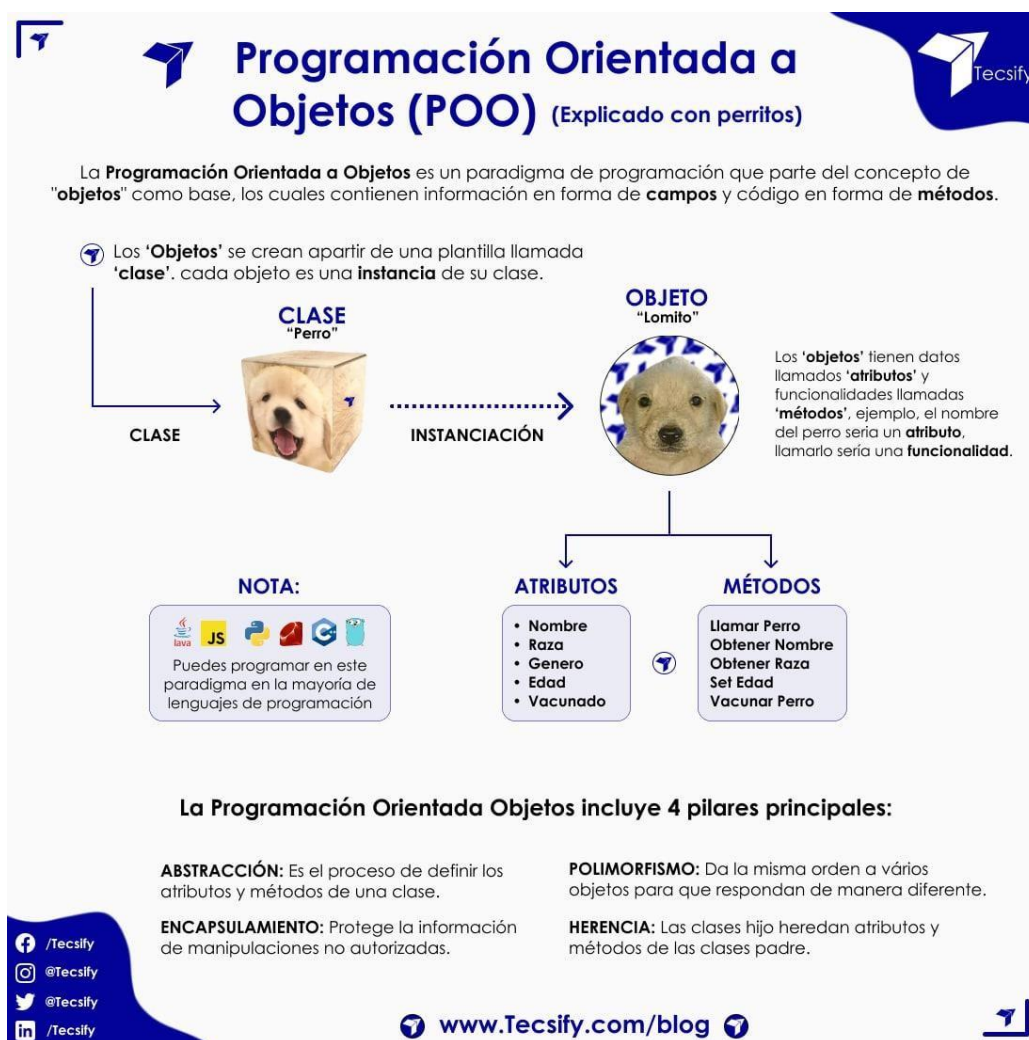 Programación Orientada a
Objetos (POO) (Explicado con perritos)
Tecsify
La Programación Orientada a Objetos es un paradigma de programación que parte del concepto de
"objetos" como base, los cuales contienen información en forma de campos y código en forma de métodos.
Los ‘Objetos’ se crean apartir de una plantilla llamada
‘clase’. cada objeto es una instancia de su clase.
CLASE
“Perro”
OBJETO
“Lomito”
CLASE
INSTANCIACIÓN
Los ‘objetos’ tienen datos
llamados ‘atributos’ y
funcionalidades llamadas
‘métodos’, ejemplo, el nombre
del perro seria un atributo,
llamarlo sería una funcionalidad.
NOTA:
Java
JS
Puedes programar en este
paradigma en la mayoría de
lenguajes de programación
ATRIBUTOS
• Nombre
• Raza
• Genero
• Edad
• Vacunado
MÉTODOS
Llamar Perro
Obtener Nombre
Obtener Raza
Set Edad
Vacunar Perro
La Programación Orientada Objetos incluye 4 pilares principales:
ABSTRACCIÓN: Es el proceso de definir los
atributos y métodos de una clase.
ENCAPSULAMIENTO: Protege la información
de manipulaciones no autorizadas.
POLIMORFISMO: Da la misma orden a vários
objetos para que respondan de manera diferente.
HERENCIA: Las clases hijo heredan atributos y
métodos de las clases padre.
/Tecsify
@Tecsify
@Tecsify
in /Tecsify
www.Tecsify.com/blog